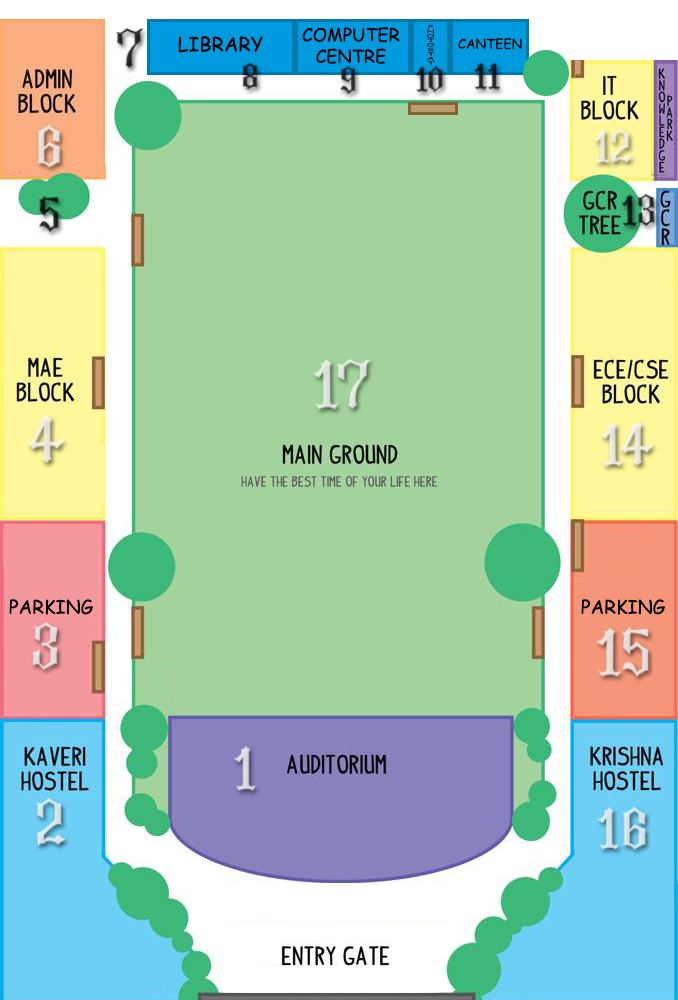 7
LIBRARY
8
COMPUTER
CENTRE
9
10
CANTEEN
11
ADMIN
BLOCK
6
5
IT
BLOCK
12
KNOWLEDGE
PARK
GCR
TREE
13
GCR
MAE
BLOCK
4
17
MAIN GROUND
HAVE THE BEST TIME OF YOUR LIFE HERE
ECE/CSE
BLOCK
14
PARKING
3
PARKING
15
KAVERI
HOSTEL
2
1
AUDITORIUM
KRISHNA
HOSTEL
16
ENTRY GATE